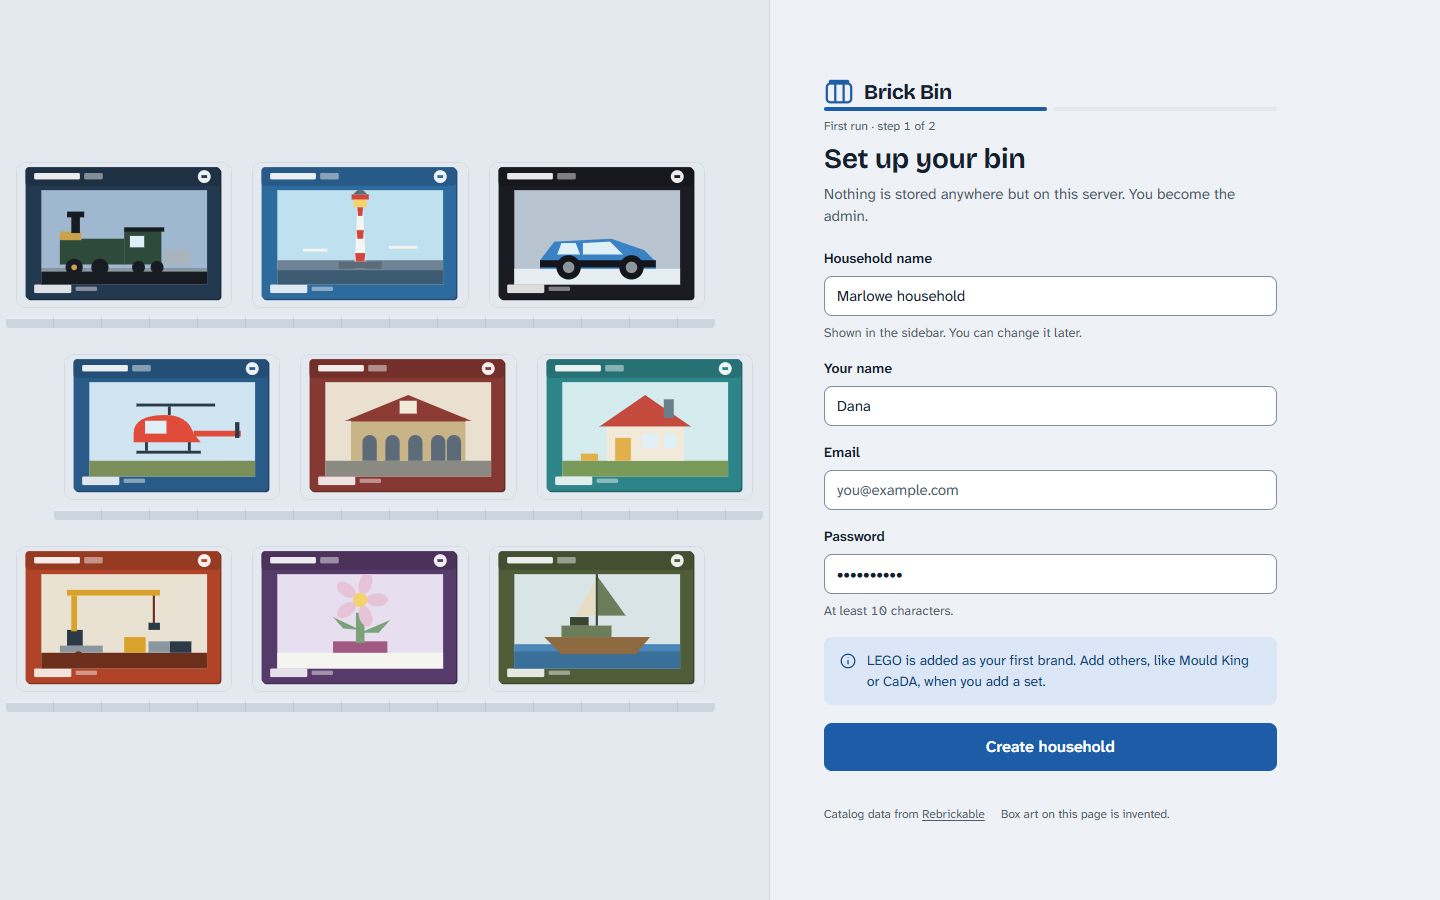 Brick Bin
First run · step 1 of 2
Set up your bin
Nothing is stored anywhere but on this server. You become the
admin.
Household name
Marlowe household
Shown in the sidebar. You can change it later.
Your name
Dana
Email
you@example.com
Password
••••••••••
At least 10 characters.
LEGO is added as your first brand. Add others, like Mould King
or CaDA, when you add a set.
Create household
Catalog data from Rebrickable Box art on this page is invented.